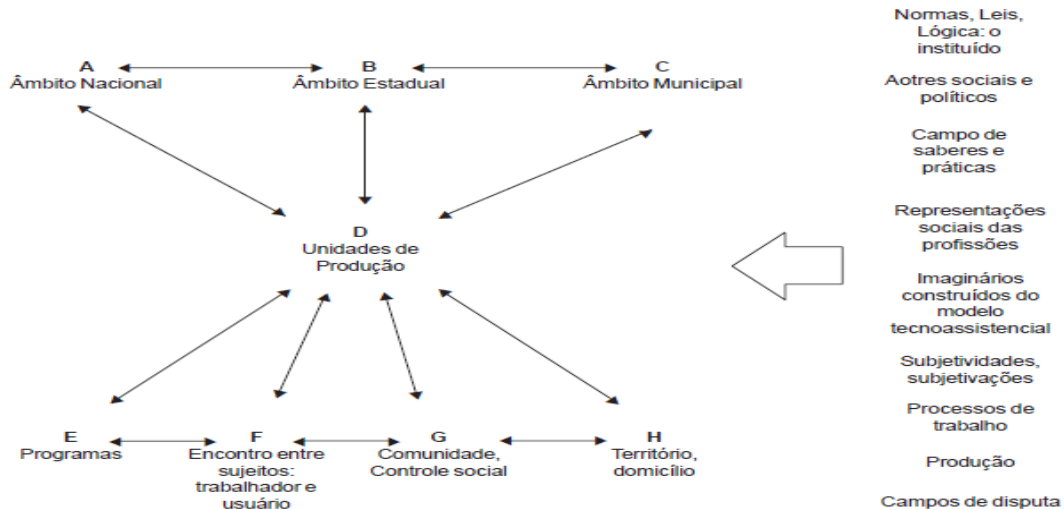 A
Âmbito Nacional
B
Âmbito Estadual
C
Âmbito Municipal
D
Unidades de
Produção
E
Programas
F
Encontro entre
sujeitos:
trabalhador e
usuário
G
Comunidade,
Controle social
H
Território,
domicílio
Normas, Leis,
Lógica: o
instituído
Aotres sociais e
políticos
Campo de
saberes e
práticas
Representações
sociais das
profissões
Imaginários
construídos do
modelo
tecnoassistencial
Subjetividades,
subjetivações
Processos de
trabalho
Produção
Campos de disputa